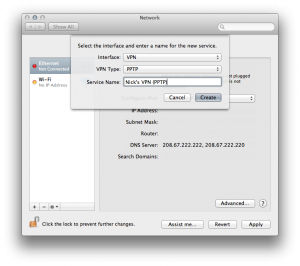 Network
Show All
Select the interface and enter a name for the new service.
Interface: VPN
VPN Type: PPTP
Service Name: Nick's VPN (PPTP)
Cancel Create
Ethernet
Not Connected
Wi-Fi
No IP Address
plugged
is not
IP Address:
Subnet Mask:
Router:
DNS Server: 208.67.222.222, 208.67.222.220
Search Domains:
Advanced... ?
Click the lock to prevent further changes.
Assist me... Revert Apply